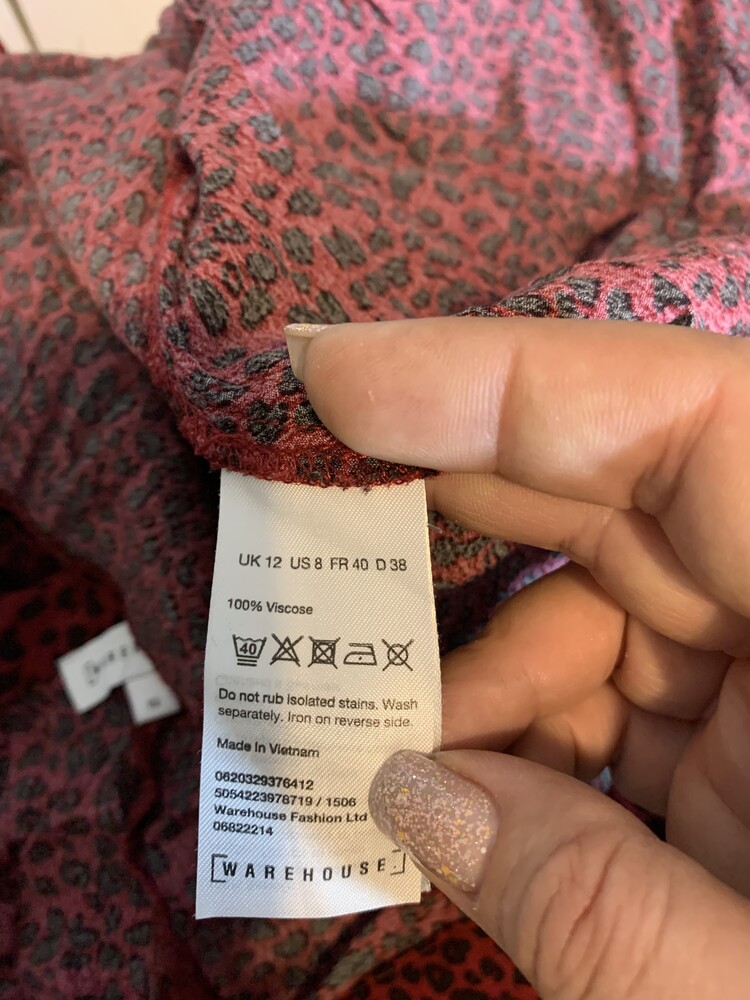 UK 12 US 8 FR 40 D 38
100% Viscose
40
Do not rub isolated stains. Wash
separately. Iron on reverse side.
Made in Vietnam
0620329376412
5054223978719 / 1506
Warehouse Fashion Ltd
06822214
[WAREHOUSE]